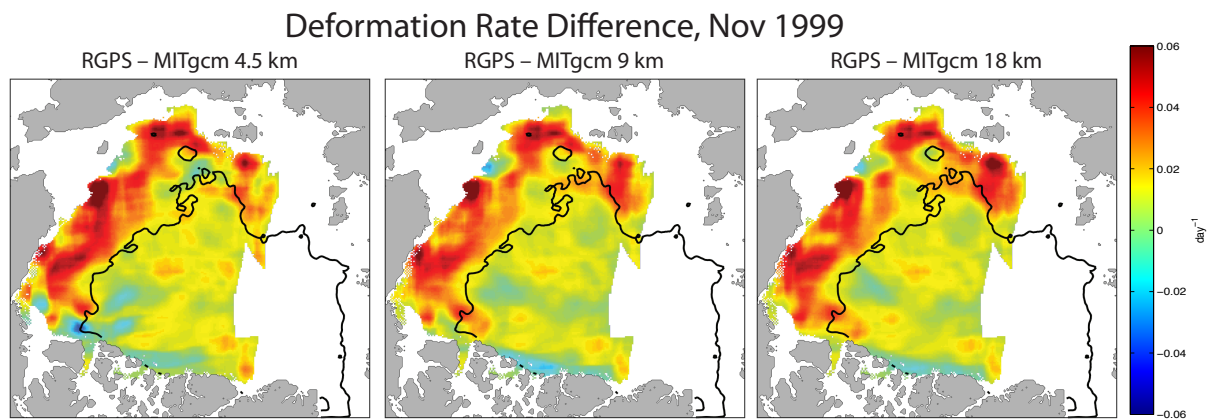 Deformation Rate Difference, Nov 1999
RGPS – MITgcm 4.5 km
RGPS – MITgcm 9 km
RGPS – MITgcm 18 km
0.06
0.04
0.02
0
−0.02
−0.04
−0.06
day⁻¹